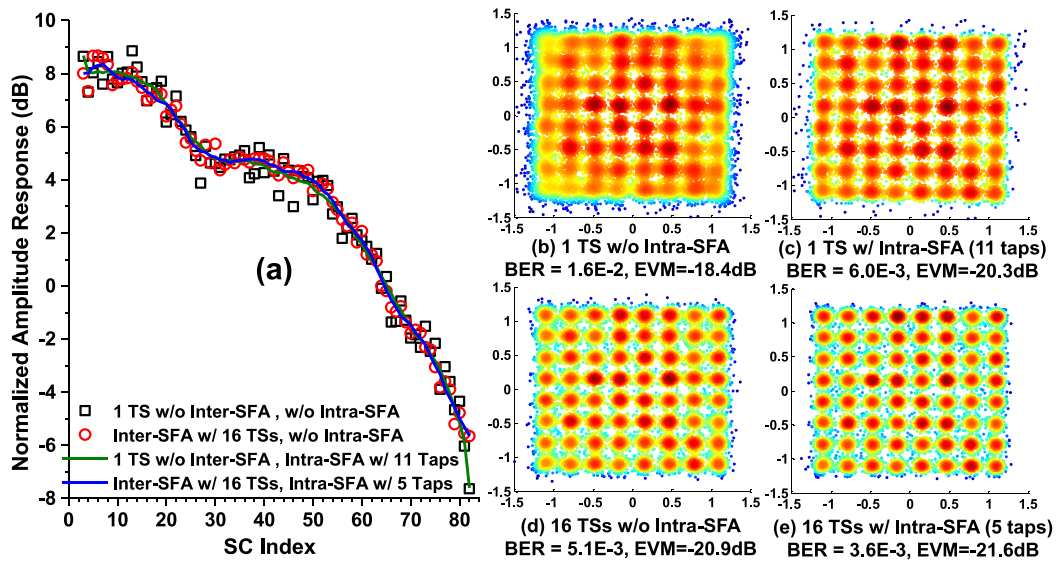 (a)
Normalized Amplitude Response (dB)
10
8
6
4
2
0
-2
-4
-6
-8
1 TS w/o Inter-SFA , w/o Intra-SFA
Inter-SFA w/ 16 TSs, w/o Intra-SFA
1 TS w/o Inter-SFA , Intra-SFA w/ 11 Taps
Inter-SFA w/ 16 TSs, Intra-SFA w/ 5 Taps
0 10 20 30 40 50 60 70 80
SC Index
1.5
1
0.5
0
-0.5
-1
-1.5
-1.5 -1 -0.5 0 0.5 1 1.5
(b) 1 TS w/o Intra-SFA
BER = 1.6E-2, EVM=-18.4dB
1.5
1
0.5
0
-0.5
-1
-1.5
-1.5 -1 -0.5 0 0.5 1 1.5
(c) 1 TS w/ Intra-SFA (11 taps)
BER = 6.0E-3, EVM=-20.3dB
1.5
1
0.5
0
-0.5
-1
-1.5
-1.5 -1 -0.5 0 0.5 1 1.5
(d) 16 TSs w/o Intra-SFA
BER = 5.1E-3, EVM=-20.9dB
1.5
1
0.5
0
-0.5
-1
-1.5
-1.5 -1 -0.5 0 0.5 1 1.5
(e) 16 TSs w/ Intra-SFA (5 taps)
BER = 3.6E-3, EVM=-21.6dB